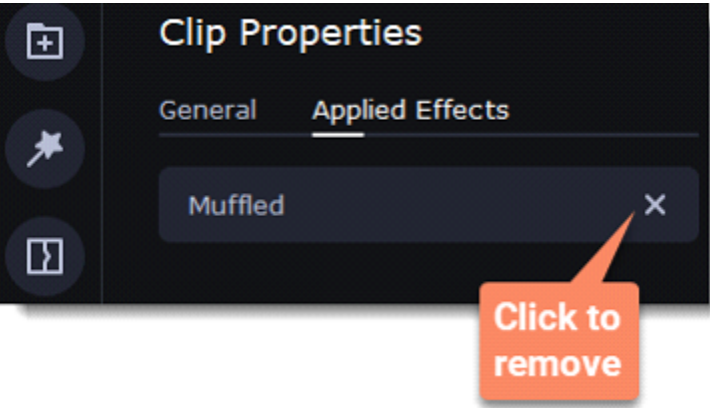 Clip Properties
General Applied Effects
Muffled
Click to
remove